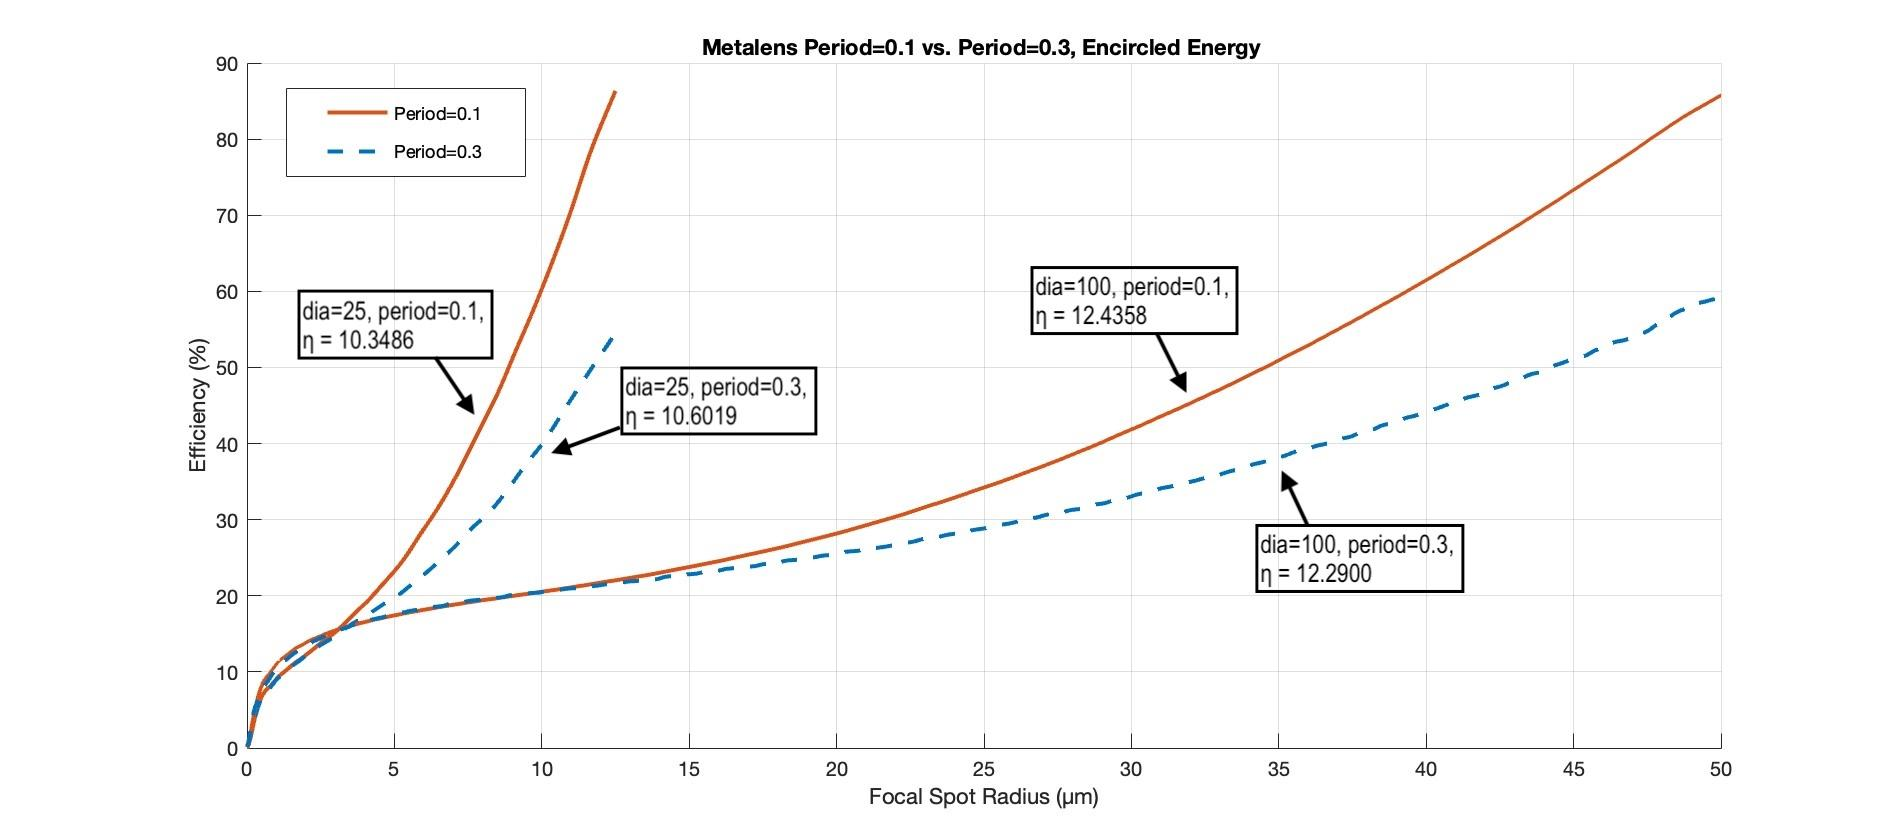 Metalens Period=0.1 vs. Period=0.3, Encircled Energy
90
80
70
60
50
40
30
20
10
0
Efficiency (%)
Period=0.1
Period=0.3
dia=25, period=0.1,
η = 10.3486
dia=25, period=0.3,
η = 10.6019
dia=100, period=0.1,
η = 12.4358
dia=100, period=0.3,
η = 12.2900
0 5 10 15 20 25 30 35 40 45 50
Focal Spot Radius (μm)